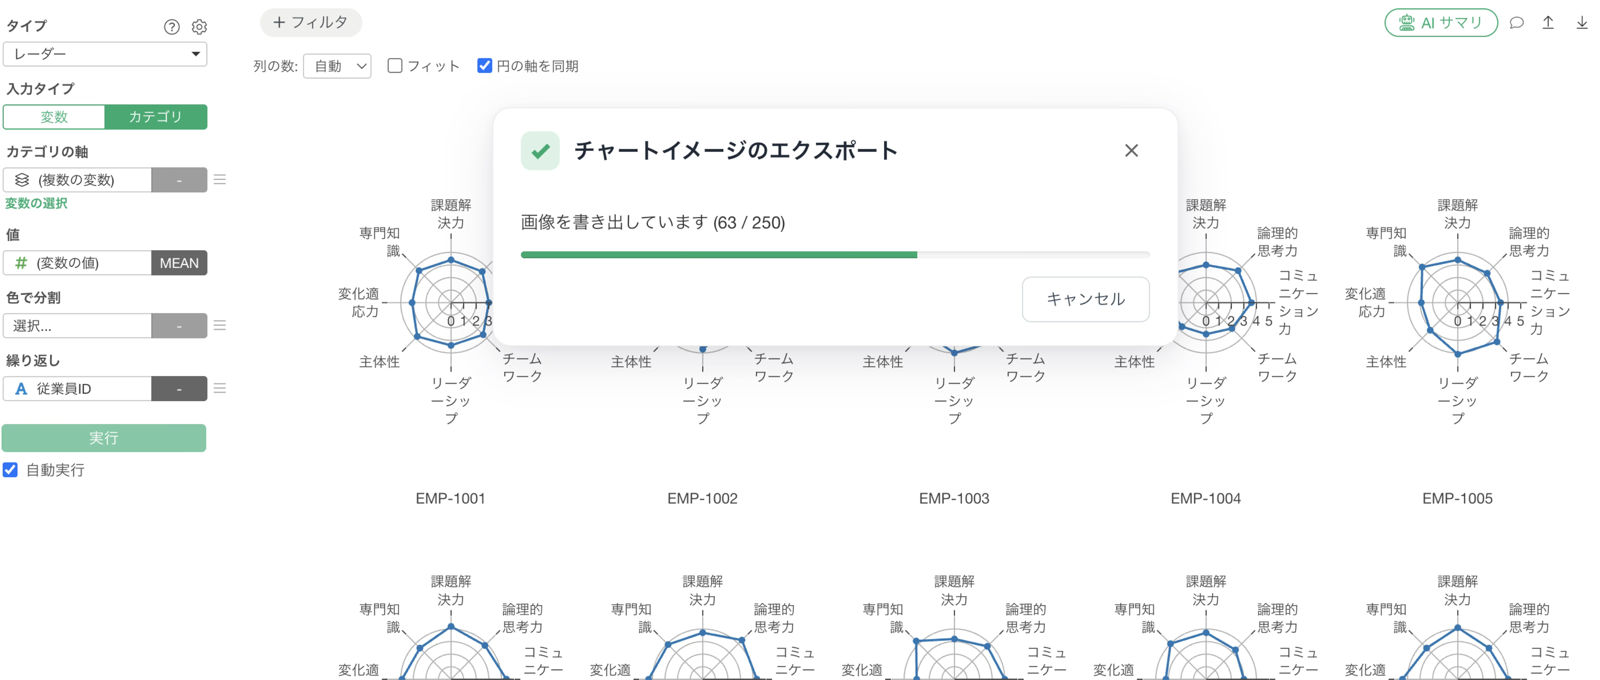 タイプ
レーダー
入力タイプ
変数 カテゴリ
カテゴリの軸
(複数の変数) -
変数の選択
値
# (変数の値) MEAN
色で分割
選択... -
繰り返し
A 従業員ID -
実行
自動実行
+ フィルタ
AI サマリ
列の数: 自動 フィット 円の軸を同期
チャートイメージのエクスポート
画像を書き出しています (63 / 250)
キャンセル
課題解
決力
専門知
識
変化適
応力
主体性
リーダ
ーシッ
プ
チーム
ワーク
0 1 2 3
主体性
リーダ
ーシッ
プ
チーム
ワーク
主体性
リーダ
ーシッ
プ
チーム
ワーク
課題解
決力
論理的
思考力
コミュ
ニケー
ション
力
0 1 2 3 4 5
主体性
リーダ
ーシッ
プ
チーム
ワーク
課題解
決力
専門知
識
論理的
思考力
変化適
応力
コミュ
ニケー
ション
力
0 1 2 3 4 5
主体性
リーダ
ーシッ
プ
チーム
ワーク
EMP-1001 EMP-1002 EMP-1003 EMP-1004 EMP-1005
課題解
決力
専門知
識
論理的
思考力
変化適
コミュ
ニケー
課題解
決力
専門知
識
論理的
思考力
変化適
コミュ
ニケー
課題解
決力
専門知
識
論理的
思考力
変化適
コミュ
ニケー
課題解
決力
専門知
識
論理的
思考力
変化適
コミュ
ニケー
課題解
決力
専門知
識
論理的
思考力
変化適
コミュ
ニケー